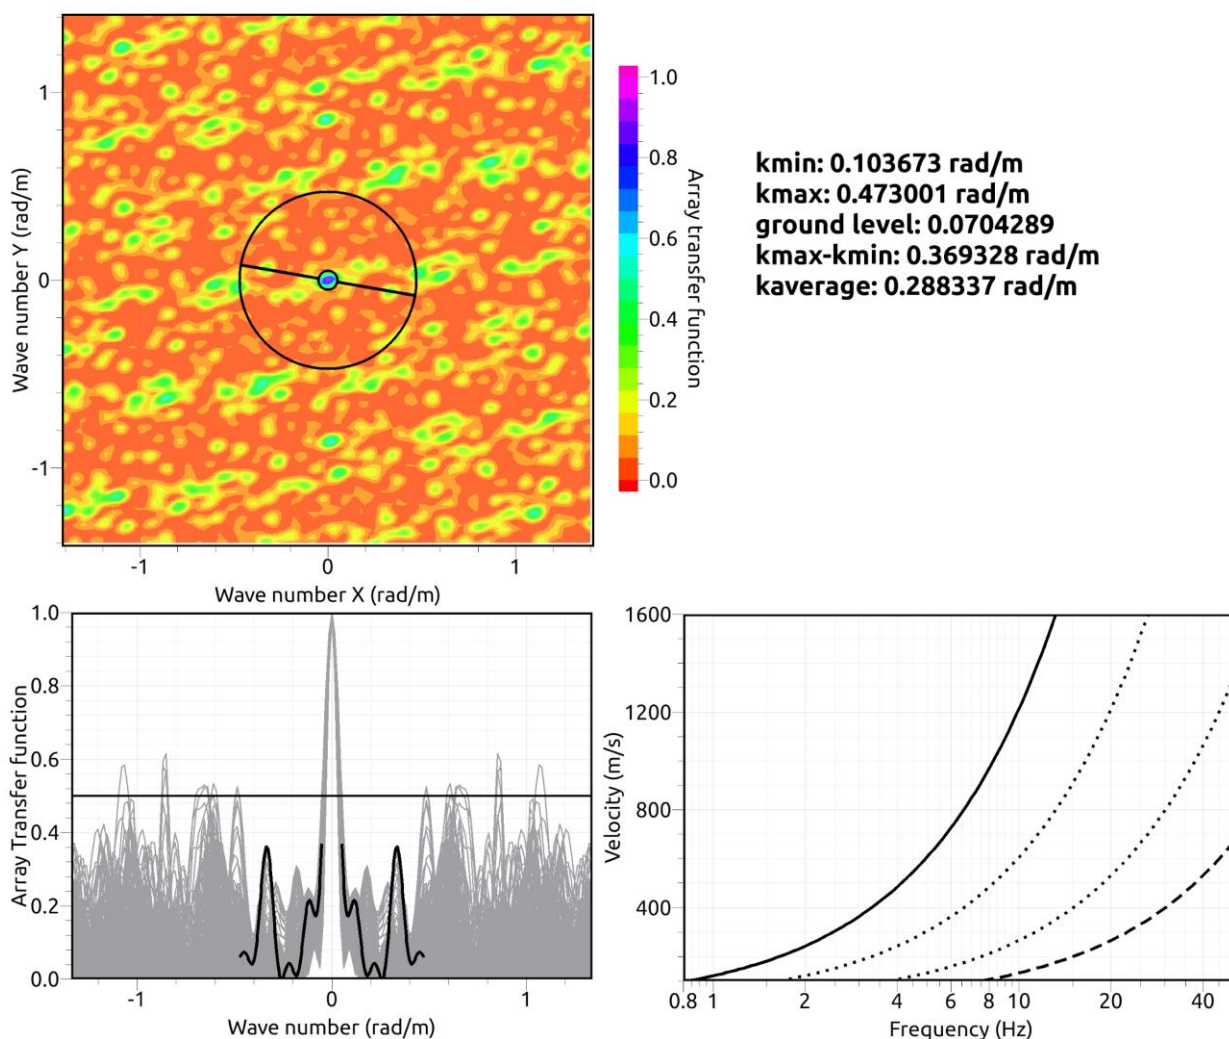 1
0
-1
Wave number Y (rad/m)
-1
0
1
Wave number X (rad/m)
1.0
0.8
0.6
0.4
0.2
0.0
Array transfer function
kmin: 0.103673 rad/m
kmax: 0.473001 rad/m
ground level: 0.0704289
kmax-kmin: 0.369328 rad/m
kaverage: 0.288337 rad/m
1.0
0.8
0.6
0.4
0.2
0.0
Array Transfer function
-1
0
1
Wave number (rad/m)
1600
1200
800
400
Velocity (m/s)
0.8 1 2 4 6 8 10 20 40
Frequency (Hz)